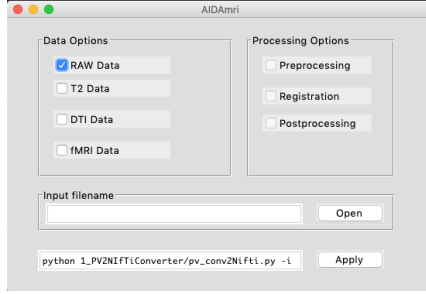 AIDAmri
Data Options
RAW Data
T2 Data
DTI Data
fMRI Data
Processing Options
Preprocessing
Registration
Postprocessing
Input filename
Open
python 1_PV2NIfTiConverter/pv_conv2Nifti.py -i
Apply